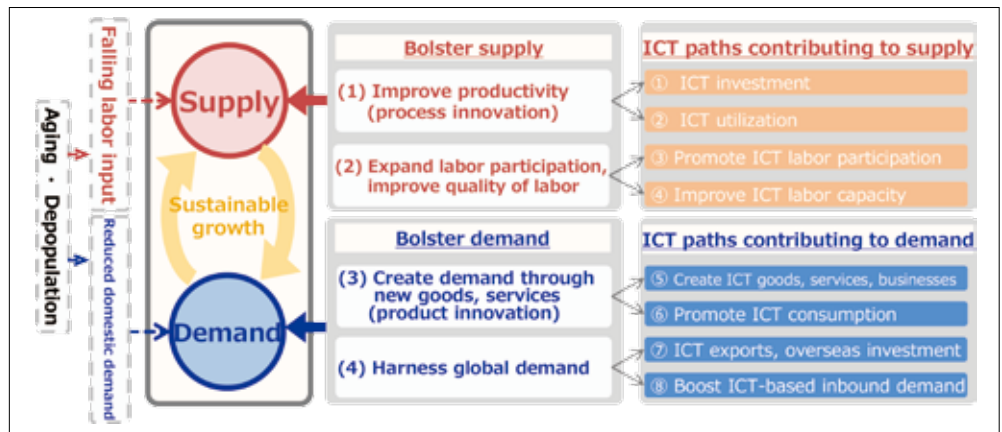 Aging · Depopulation
Falling labor input
Reduced domestic demand
Supply
Sustainable
growth
Demand
Bolster supply
(1) Improve productivity
(process innovation)
(2) Expand labor participation,
improve quality of labor
ICT paths contributing to supply
① ICT investment
② ICT utilization
③ Promote ICT labor participation
④ Improve ICT labor capacity
Bolster demand
(3) Create demand through
new goods, services
(product innovation)
(4) Harness global demand
ICT paths contributing to demand
⑤ Create ICT goods, services, businesses
⑥ Promote ICT consumption
⑦ ICT exports, overseas investment
⑧ Boost ICT-based inbound demand